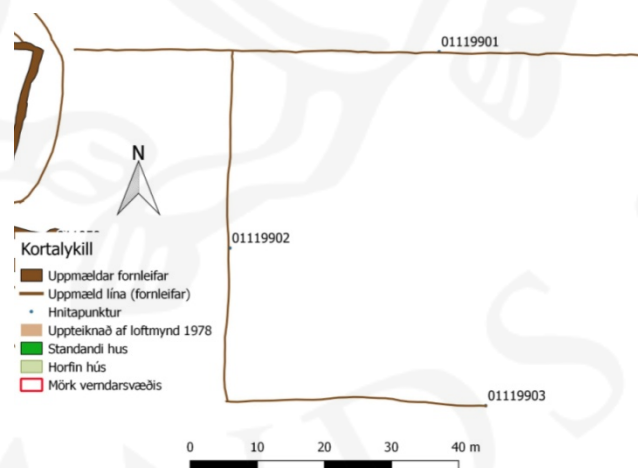 01119901
N
01119902
Kortalykill
Uppmældar fornleifar
Uppmæld lína (fornleifar)
Hnitapunktur
Uppteiknað af loftmynd 1978
Standandi hus
Horfin hús
Mörk verndarsvæðis
01119903
0 10 20 30 40 m